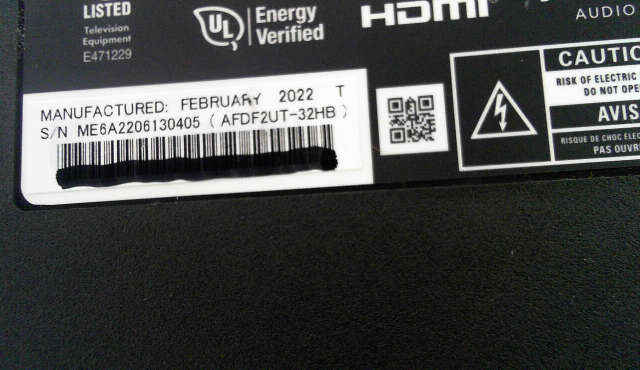 LISTED
Television
Equipment
E471229
UL
Energy
Verified
HDMI
AUDIO
MANUFACTURED: FEBRUARY 2022 T
S/N ME6A2206130405 ( AFDF2UT-32HB )
CAUTIO
RISK OF ELECTRIC
DO NOT OPE
AVIS
RISQUE DE CHOC ELEC
PAS OUVRI